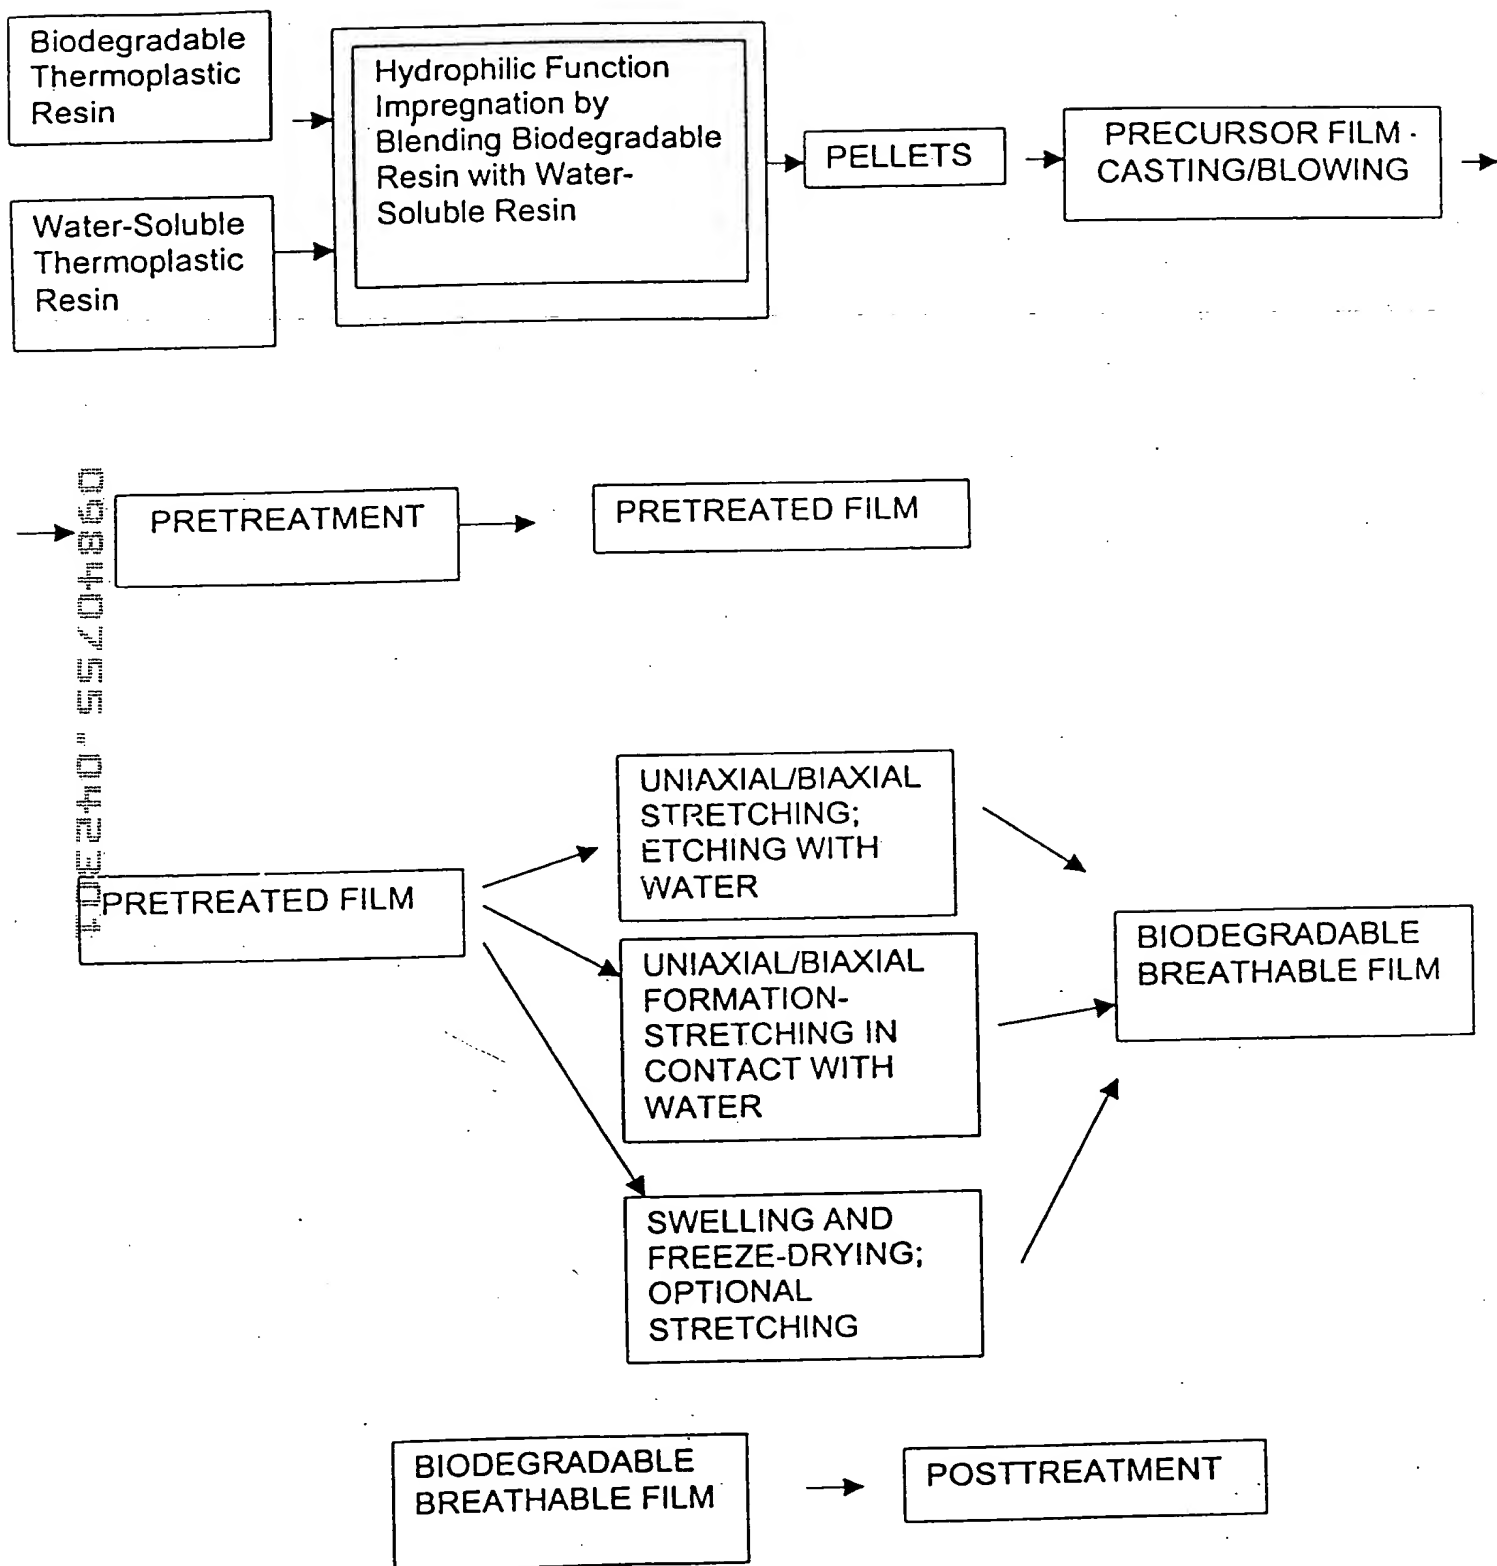 Biodegradable
Thermoplastic
Resin
Hydrophilic Function
Impregnation by
Blending Biodegradable
Resin with Water-
Soluble Resin
PELLETS
PRECURSOR FILM -
CASTING/BLOWING
Water-Soluble
Thermoplastic
Resin
09840755.042301
PRETREATMENT
PRETREATED FILM
PRETREATED FILM
UNIAXIAL/BIAXIAL
STRETCHING;
ETCHING WITH
WATER
UNIAXIAL/BIAXIAL
FORMATION-
STRETCHING IN
CONTACT WITH
WATER
SWELLING AND
FREEZE-DRYING;
OPTIONAL
STRETCHING
BIODEGRADABLE
BREATHABLE FILM
BIODEGRADABLE
BREATHABLE FILM
POSTTREATMENT